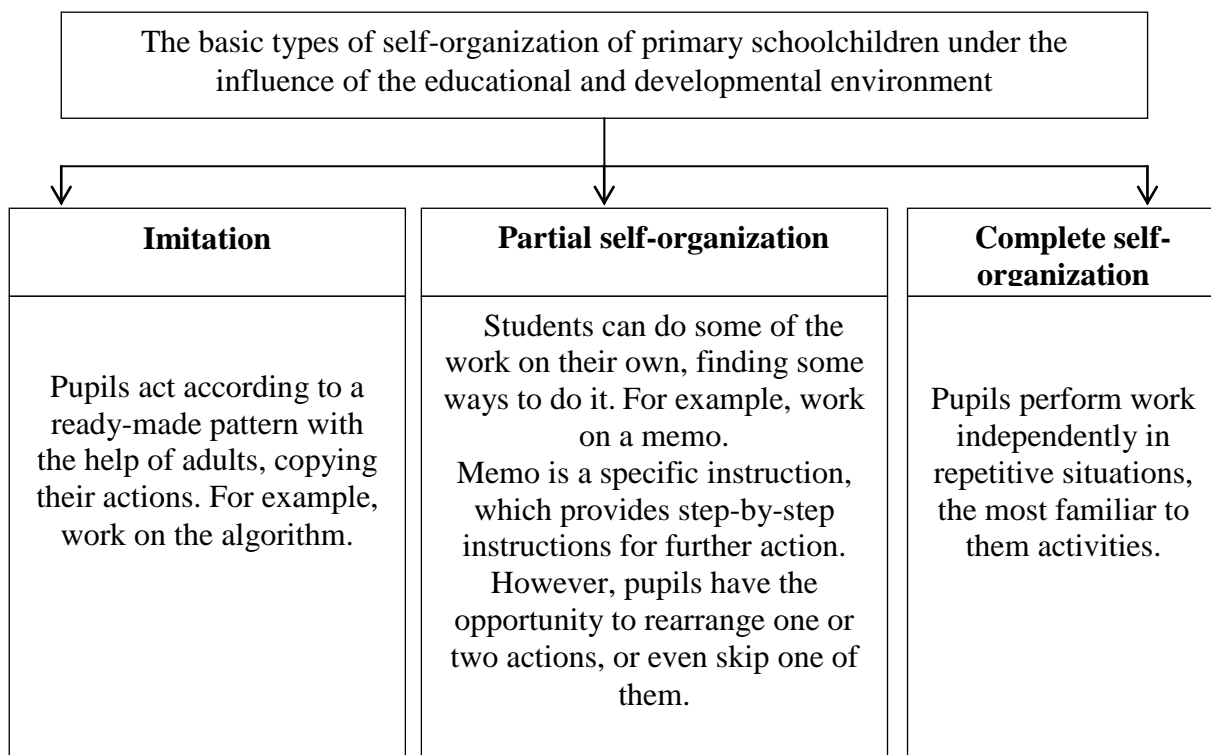 The basic types of self-organization of primary schoolchildren under the
influence of the educational and developmental environment
Imitation
Pupils act according to a
ready-made pattern with
the help of adults, copying
their actions. For example,
work on the algorithm.
Partial self-organization
Students can do some of the
work on their own, finding some
ways to do it. For example, work
on a memo.
Memo is a specific instruction,
which provides step-by-step
instructions for further action.
However, pupils have the
opportunity to rearrange one or
two actions, or even skip one of
them.
Complete self-
organization
Pupils perform work
independently in
repetitive situations,
the most familiar to
them activities.